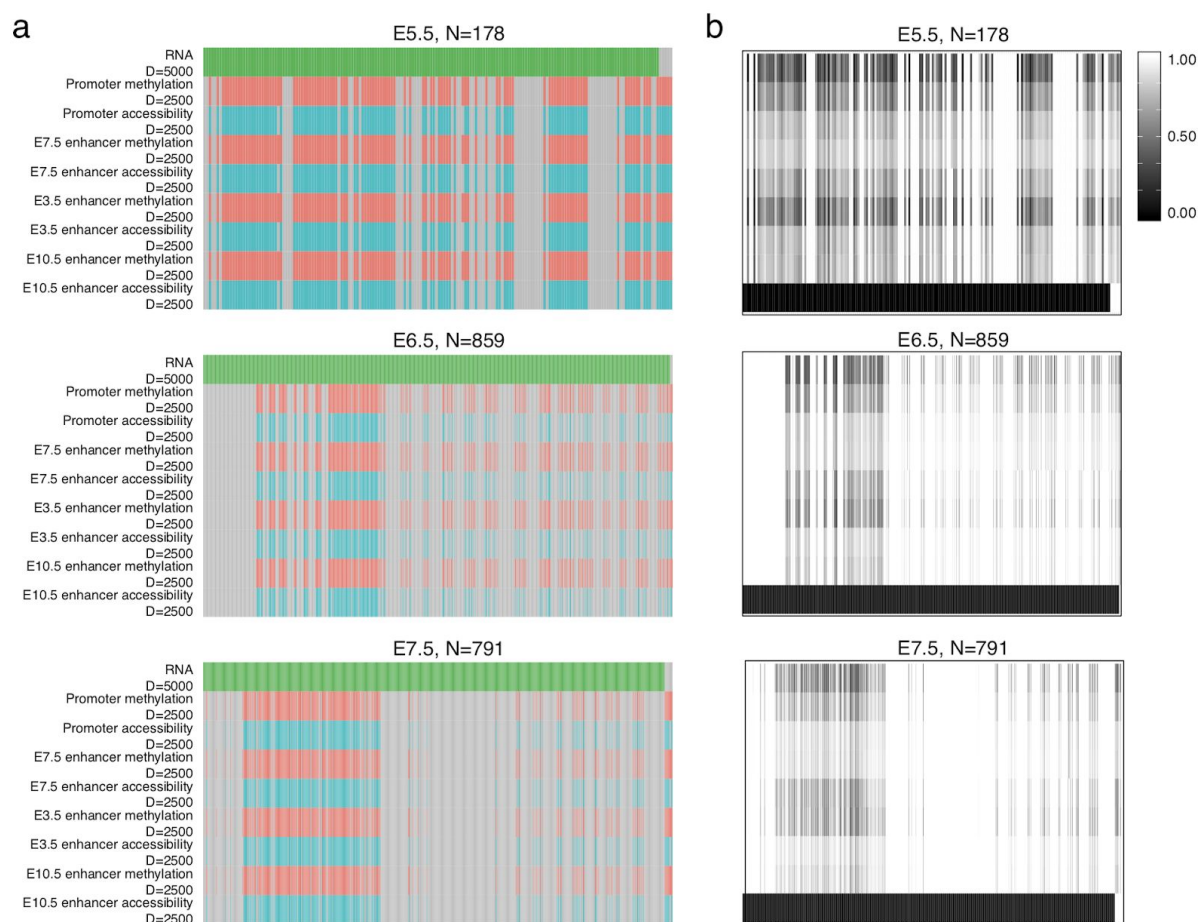 a
E5.5, N=178
RNA
D=5000
Promoter methylation
D=2500
Promoter accessibility
D=2500
E7.5 enhancer methylation
D=2500
E7.5 enhancer accessibility
D=2500
E3.5 enhancer methylation
D=2500
E3.5 enhancer accessibility
D=2500
E10.5 enhancer methylation
D=2500
E10.5 enhancer accessibility
D=2500
E6.5, N=859
RNA
D=5000
Promoter methylation
D=2500
Promoter accessibility
D=2500
E7.5 enhancer methylation
D=2500
E7.5 enhancer accessibility
D=2500
E3.5 enhancer methylation
D=2500
E3.5 enhancer accessibility
D=2500
E10.5 enhancer methylation
D=2500
E10.5 enhancer accessibility
D=2500
E7.5, N=791
RNA
D=5000
Promoter methylation
D=2500
Promoter accessibility
D=2500
E7.5 enhancer methylation
D=2500
E7.5 enhancer accessibility
D=2500
E3.5 enhancer methylation
D=2500
E3.5 enhancer accessibility
D=2500
E10.5 enhancer methylation
D=2500
E10.5 enhancer accessibility
D=2500
b
E5.5, N=178
1.00
0.50
0.00
E6.5, N=859
E7.5, N=791